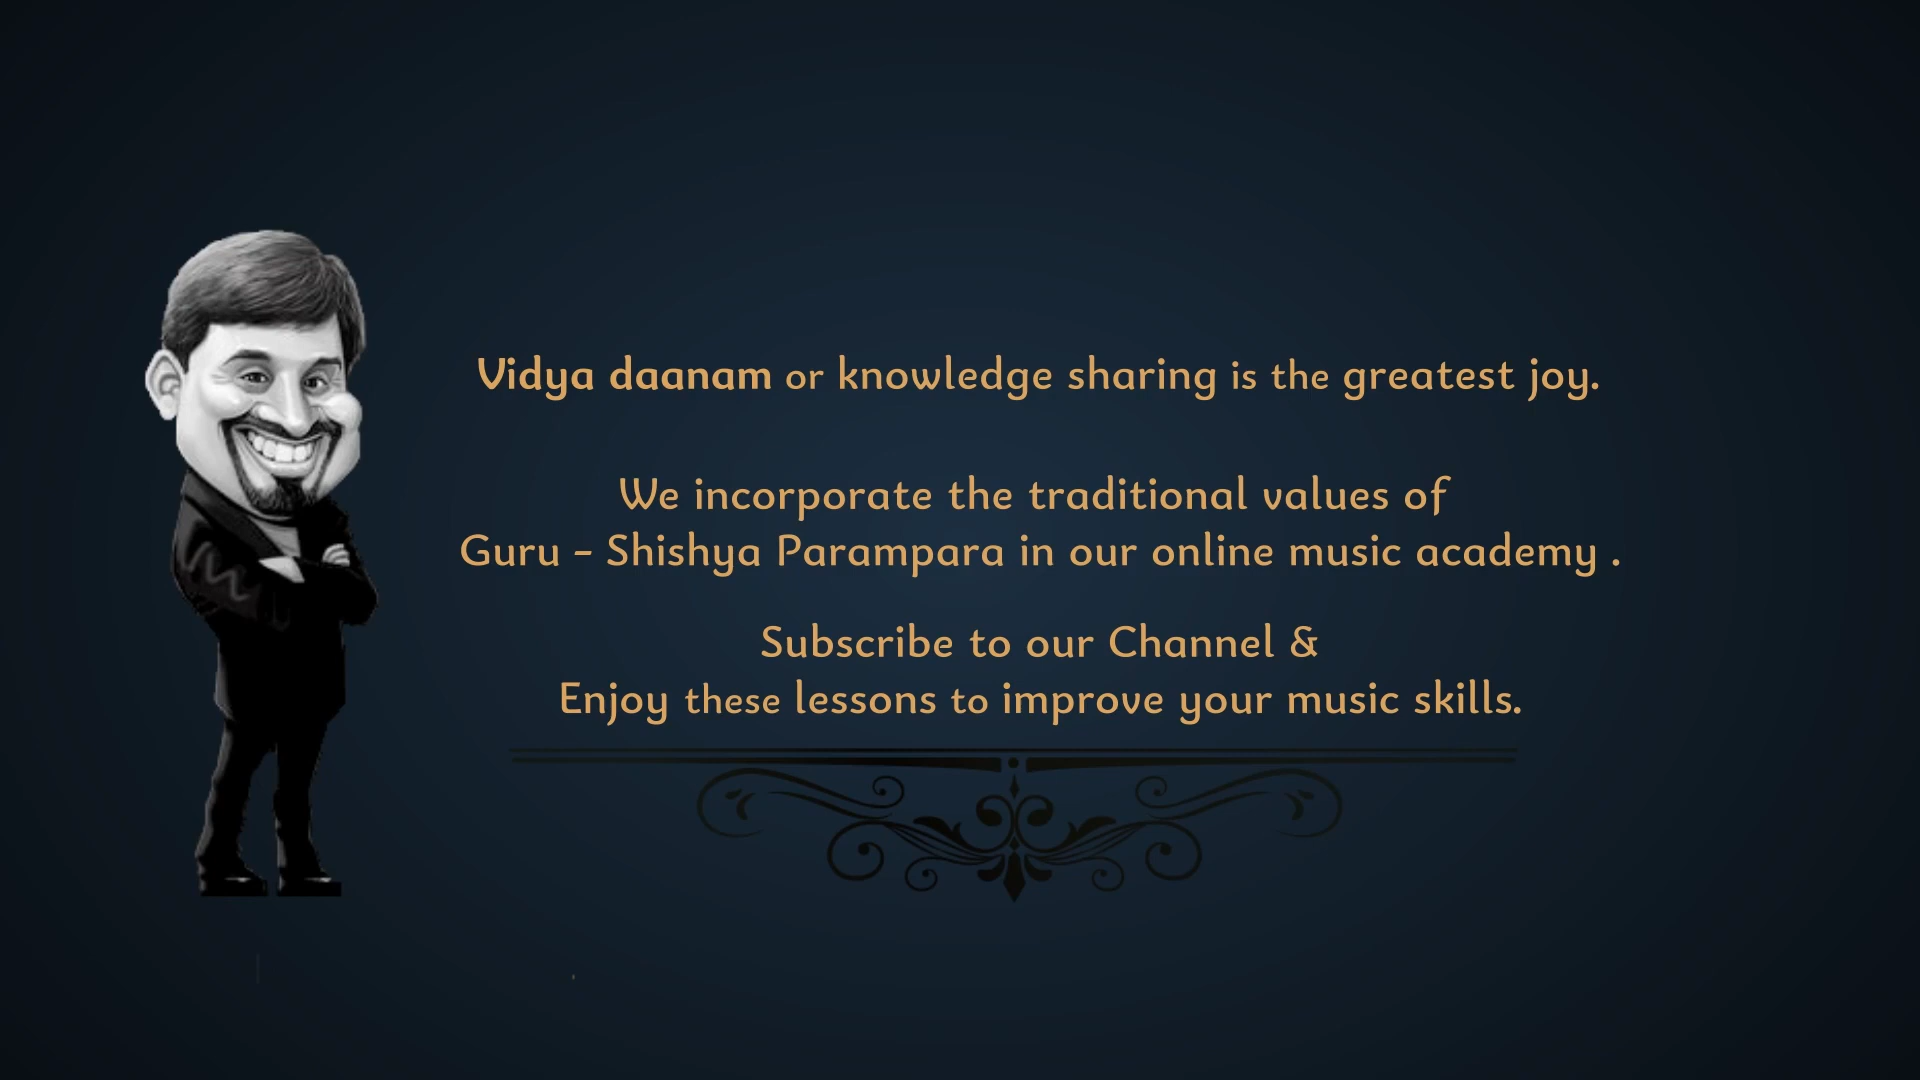 Vidya daanam or knowledge sharing is the greatest joy.
We incorporate the traditional values of
Guru - Shishya Parampara in our online music academy .
Subscribe to our Channel &
Enjoy these lessons to improve your music skills.